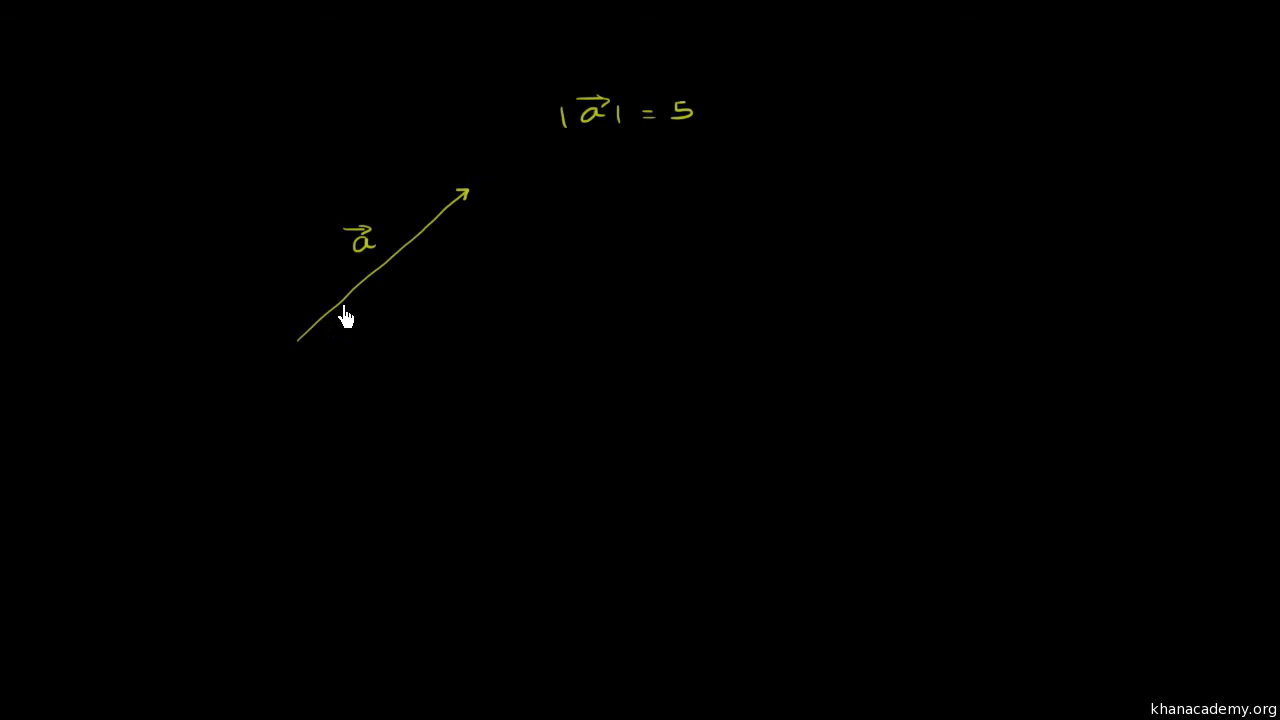 |a⃗| = 5
a⃗
khanacademy.org